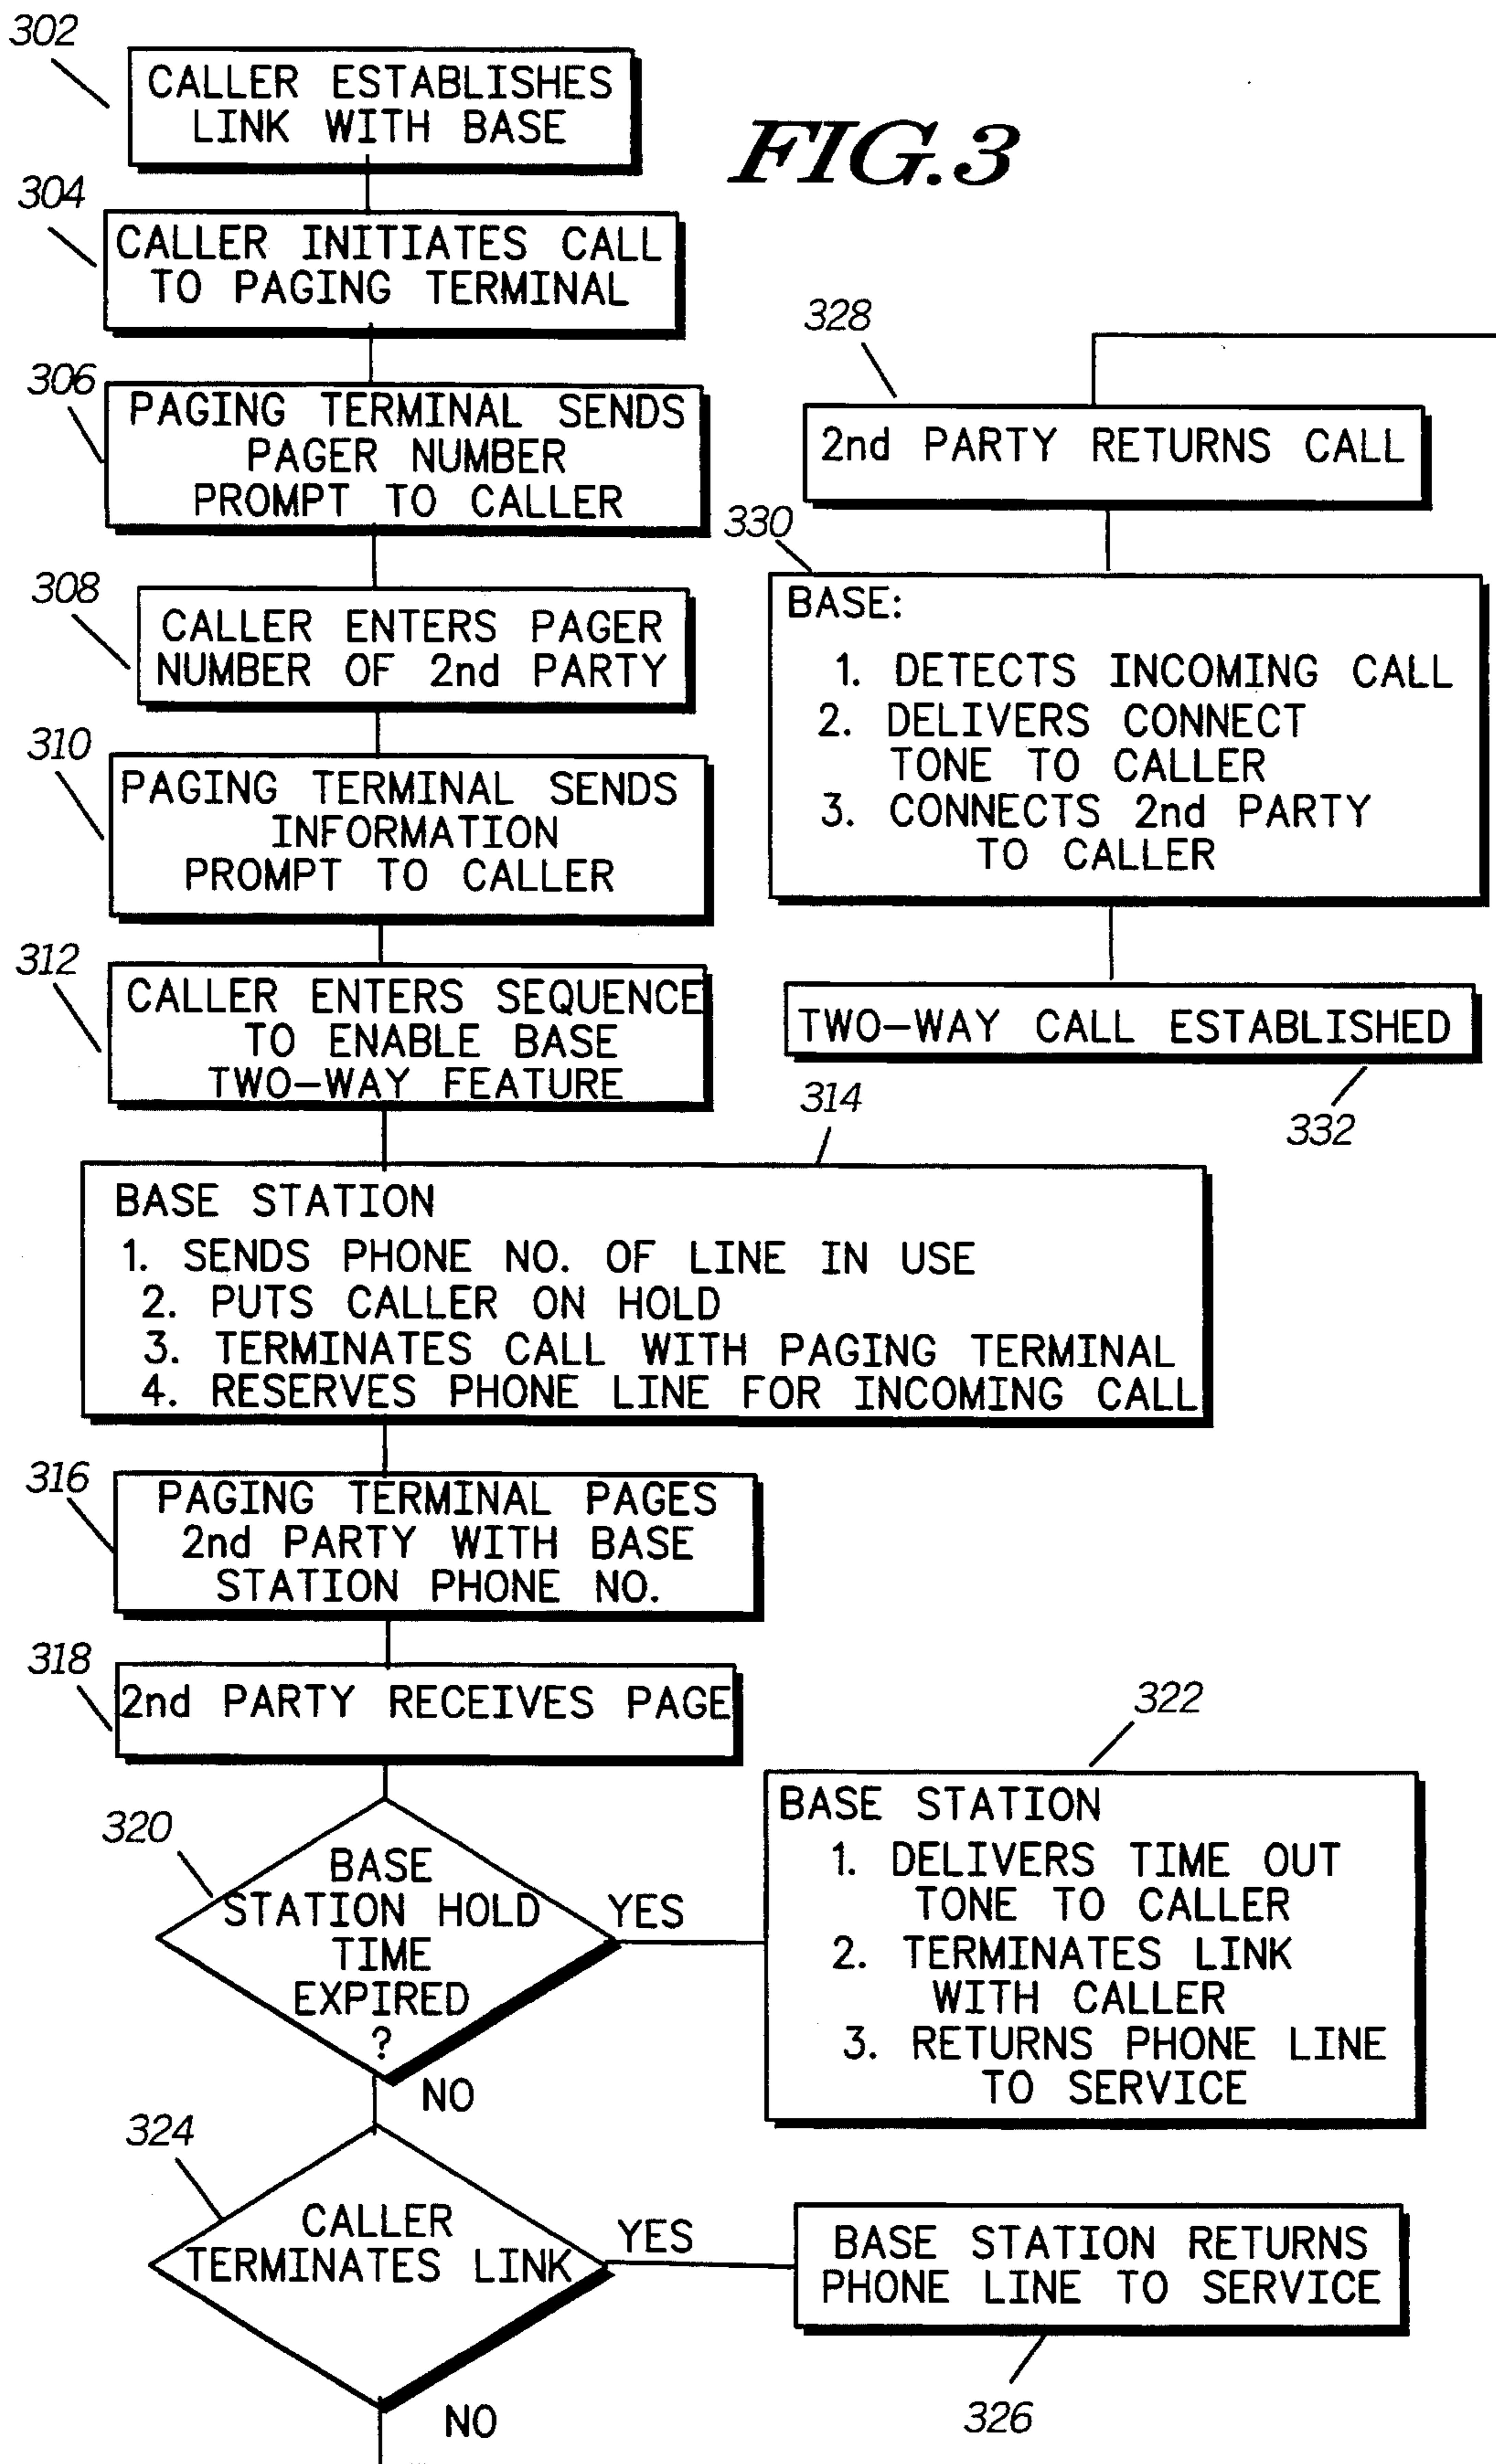 FIG.3
302
CALLER ESTABLISHES
LINK WITH BASE
304
CALLER INITIATES CALL
TO PAGING TERMINAL
306
PAGING TERMINAL SENDS
PAGER NUMBER
PROMPT TO CALLER
308
CALLER ENTERS PAGER
NUMBER OF 2nd PARTY
310
PAGING TERMINAL SENDS
INFORMATION
PROMPT TO CALLER
312
CALLER ENTERS SEQUENCE
TO ENABLE BASE
TWO-WAY FEATURE
314
BASE STATION
1. SENDS PHONE NO. OF LINE IN USE
2. PUTS CALLER ON HOLD
3. TERMINATES CALL WITH PAGING TERMINAL
4. RESERVES PHONE LINE FOR INCOMING CALL
316
PAGING TERMINAL PAGES
2nd PARTY WITH BASE
STATION PHONE NO.
318
2nd PARTY RECEIVES PAGE
320
BASE
STATION HOLD
TIME
EXPIRED
?
YES
NO
322
BASE STATION
1. DELIVERS TIME OUT
TONE TO CALLER
2. TERMINATES LINK
WITH CALLER
3. RETURNS PHONE LINE
TO SERVICE
324
CALLER
TERMINATES LINK
YES
NO
BASE STATION RETURNS
PHONE LINE TO SERVICE
326
328
2nd PARTY RETURNS CALL
330
BASE:
1. DETECTS INCOMING CALL
2. DELIVERS CONNECT
TONE TO CALLER
3. CONNECTS 2nd PARTY
TO CALLER
TWO-WAY CALL ESTABLISHED
332